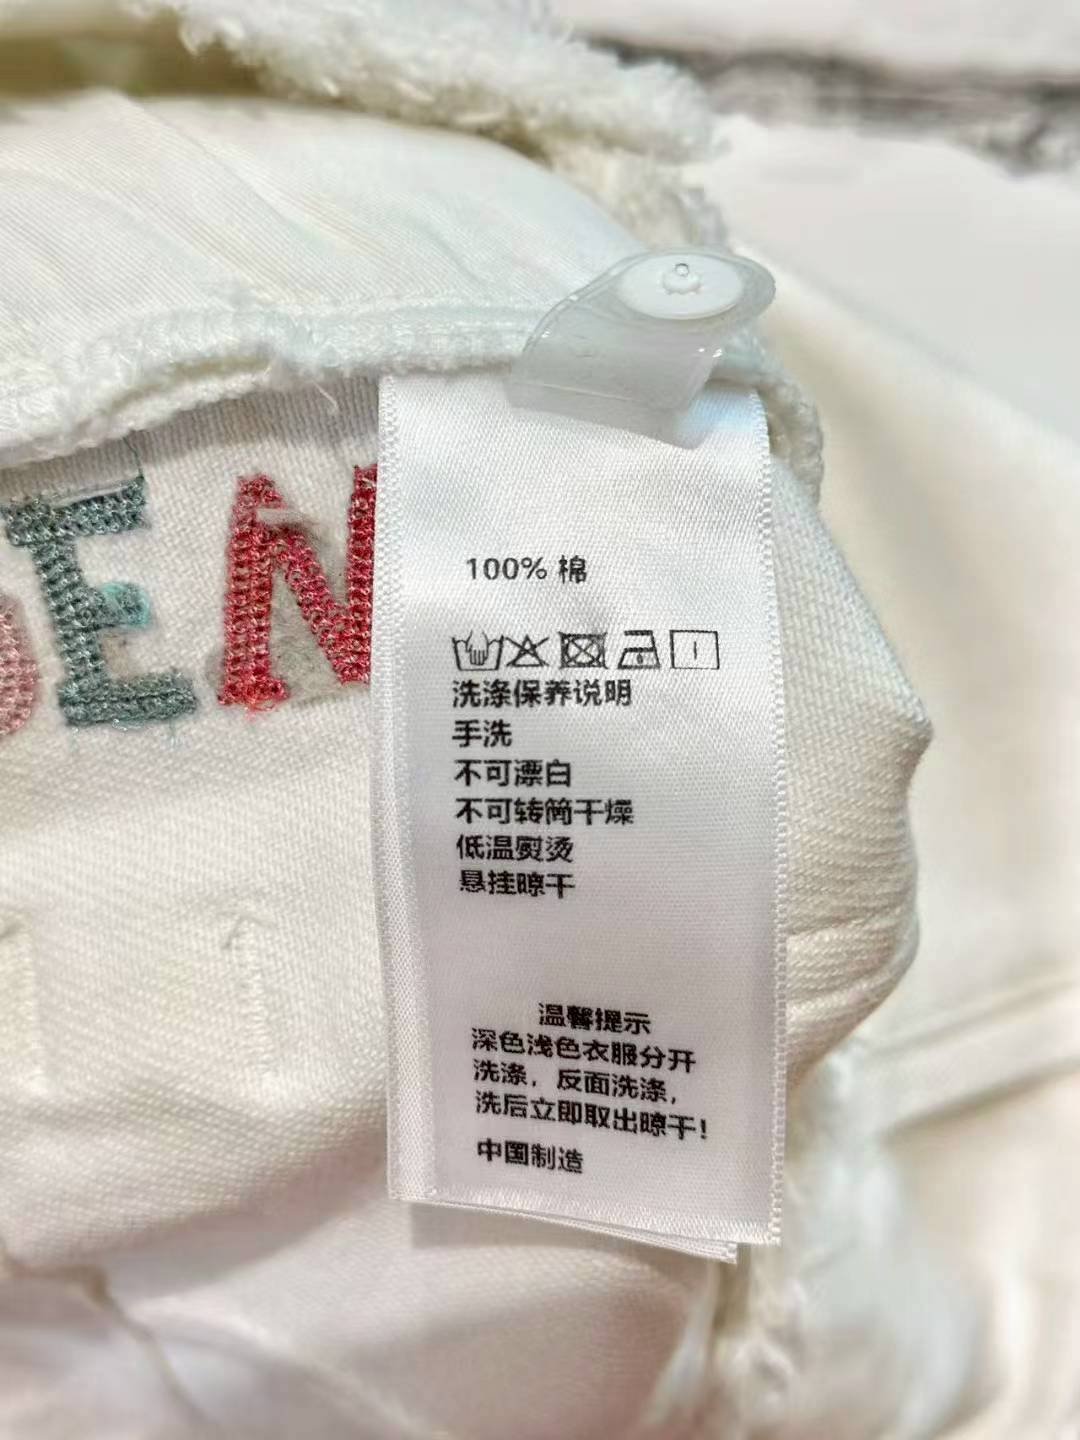 EN
100% 棉
洗涤保养说明
手洗
不可漂白
不可转筒干燥
低温熨烫
悬挂晾干
温馨提示
深色浅色衣服分开
洗涤，反面洗涤，
洗后立即取出晾干！
中国制造